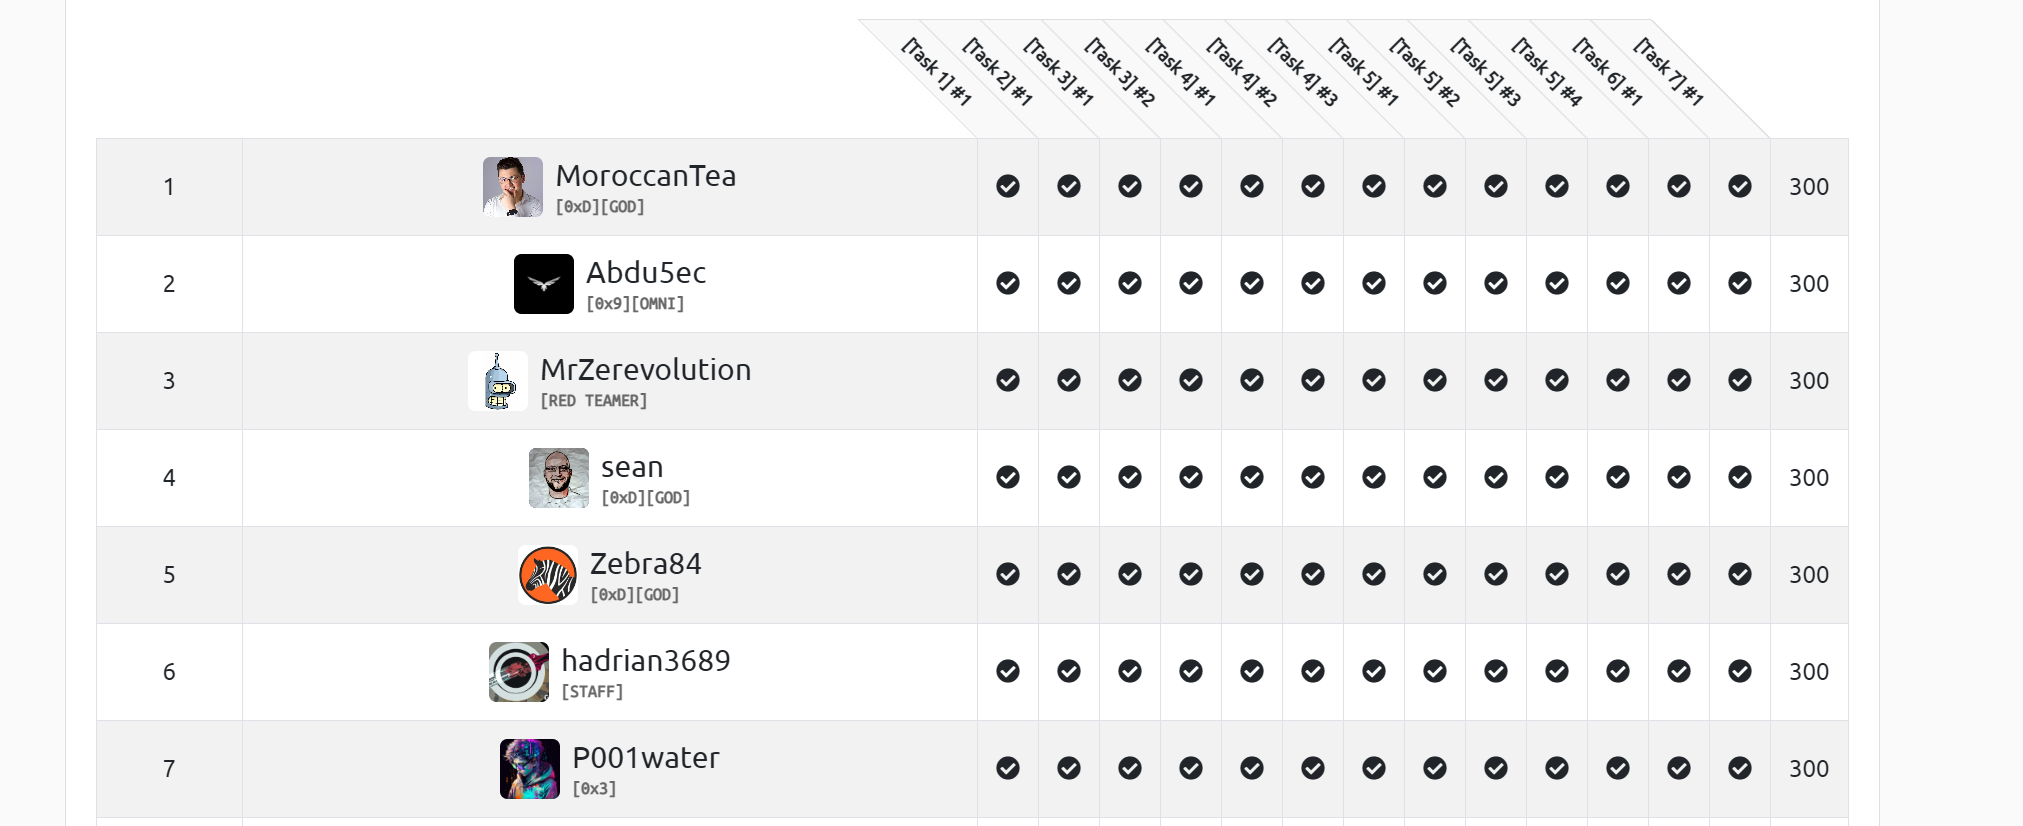 [Task 1] #1
[Task 2] #1
[Task 3] #1
[Task 3] #2
[Task 4] #1
[Task 4] #2
[Task 4] #3
[Task 5] #1
[Task 5] #2
[Task 5] #3
[Task 5] #4
[Task 6] #1
[Task 7] #1
1
MoroccanTea
[0xD][GOD]
300
2
Abdu5ec
[0x9][OMNI]
300
3
MrZerevolution
[RED TEAMER]
300
4
sean
[0xD][GOD]
300
5
Zebra84
[0xD][GOD]
300
6
hadrian3689
[STAFF]
300
7
P001water
[0x3]
300